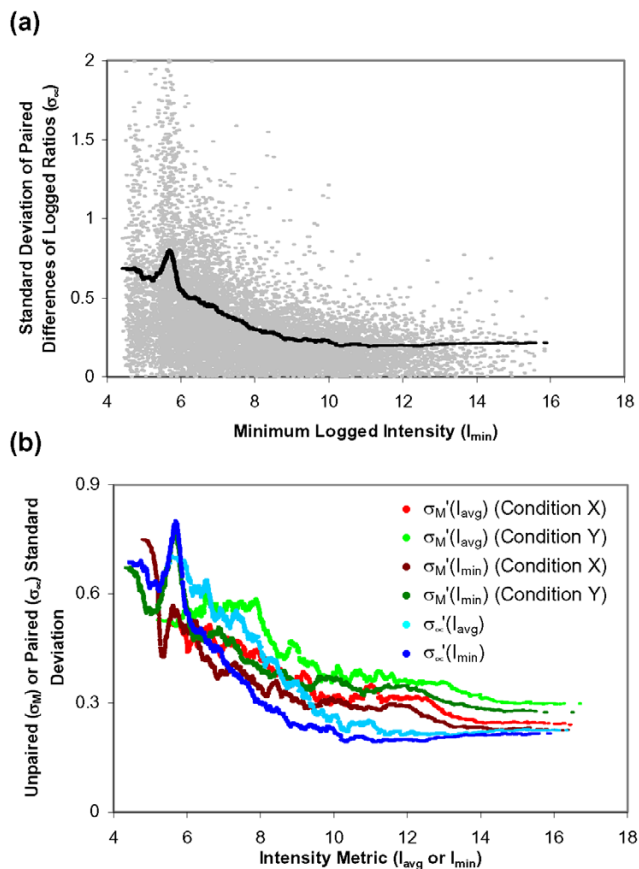 (a)
Standard Deviation of Paired
Differences of Logged Ratios (σ∝)
2
1.5
1
0.5
0
4 6 8 10 12 14 16 18
Minimum Logged Intensity (Imin)
(b)
Unpaired (σM) or Paired (σ∝) Standard
Deviation
0.9
0.6
0.3
0
σM'(Iavg) (Condition X)
σM'(Iavg) (Condition Y)
σM'(Imin) (Condition X)
σM'(Imin) (Condition Y)
σ∝'(Iavg)
σ∝'(Imin)
4 6 8 10 12 14 16 18
Intensity Metric (Iavg or Imin)